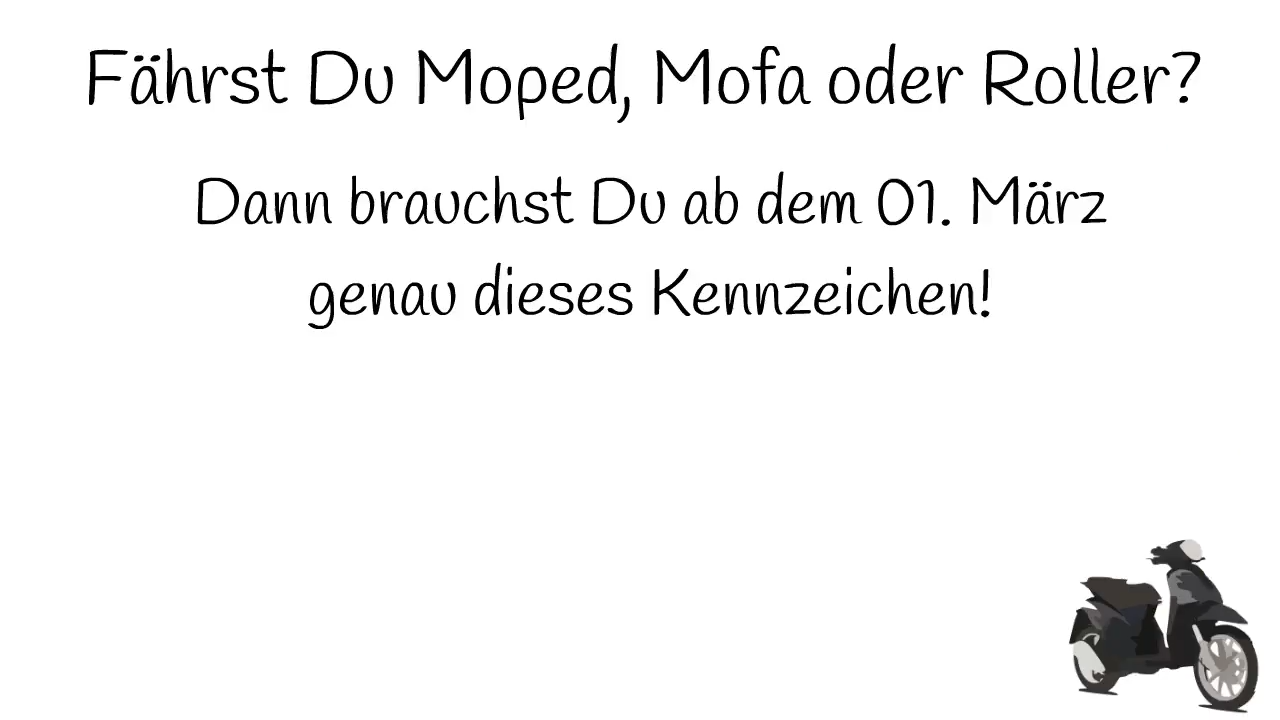 Fährst Du Moped, Mofa oder Roller?
Dann brauchst Du ab dem 01. März
genau dieses Kennzeichen!